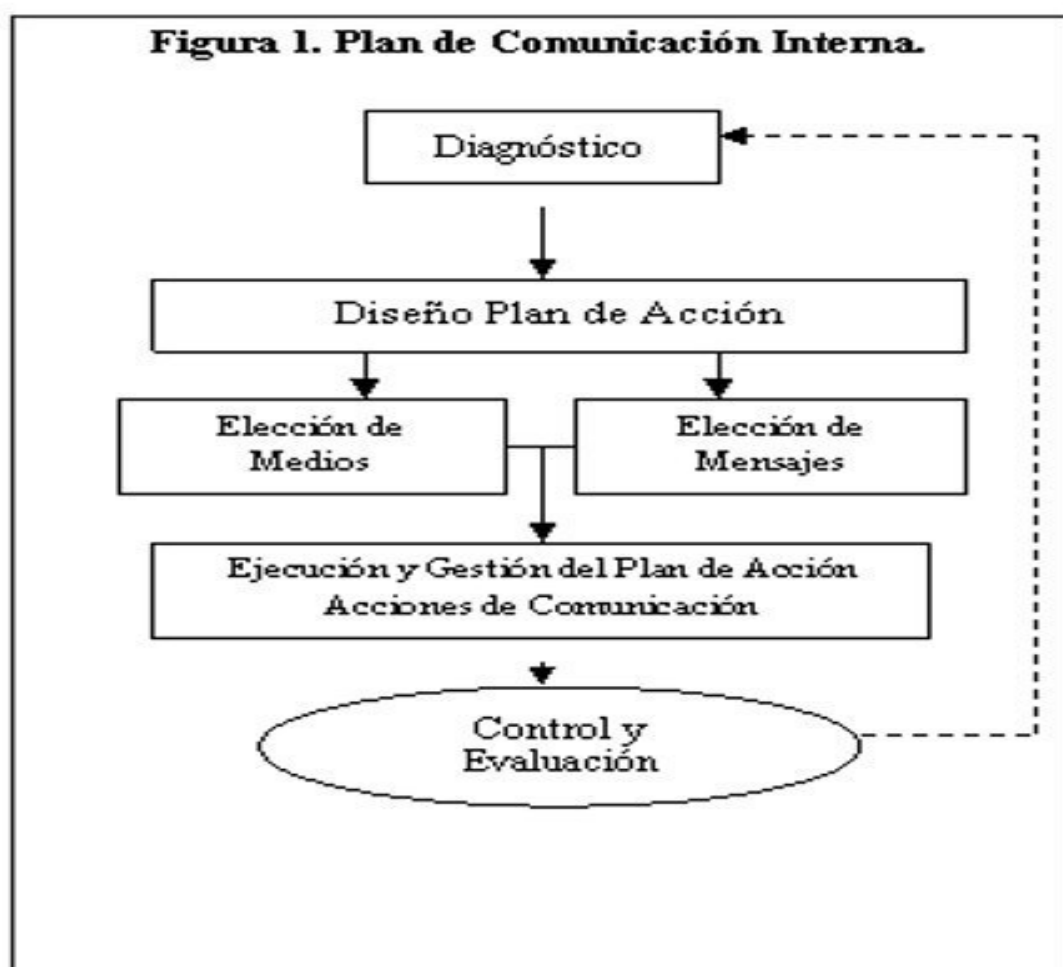 Figura 1. Plan de Comunicación Interna.
Diagnóstico
Diseño Plan de Acción
Elección de
Medios
Elección de
Mensajes
Ejecución y Gestión del Plan de Acción
Acciones de Comunicación
Control y
Evaluación